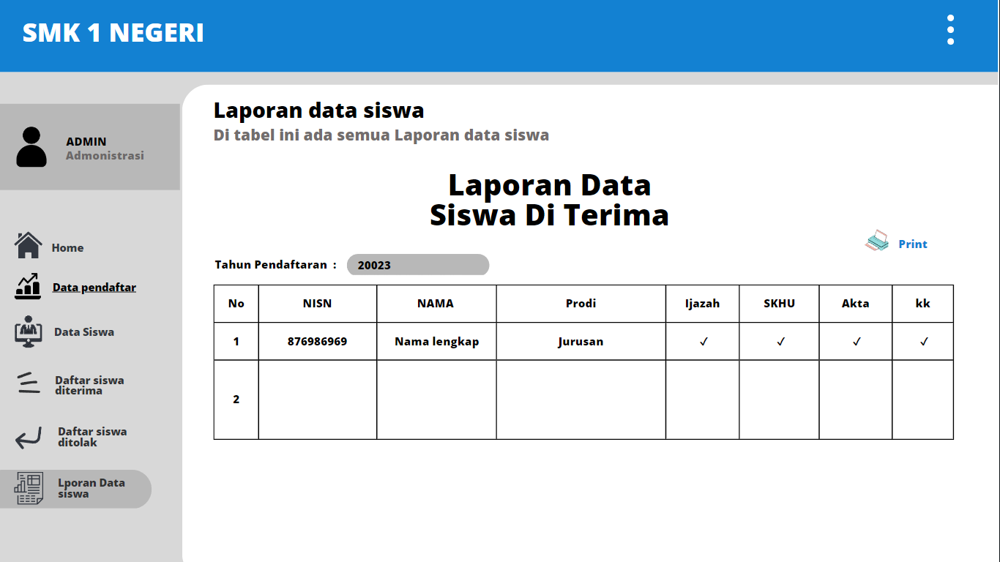 SMK 1 NEGERI
ADMIN
Admonistrasi
Home
Data pendaftar
Data Siswa
Daftar siswa
diterima
Daftar siswa
ditolak
Lporan Data
siswa
Laporan data siswa
Di tabel ini ada semua Laporan data siswa
Laporan Data
Siswa Di Terima
Print
Tahun Pendaftaran : 20023
No NISN NAMA Prodi Ijazah SKHU Akta kk
1 876986969 Nama lengkap Jurusan ✓ ✓ ✓ ✓
2